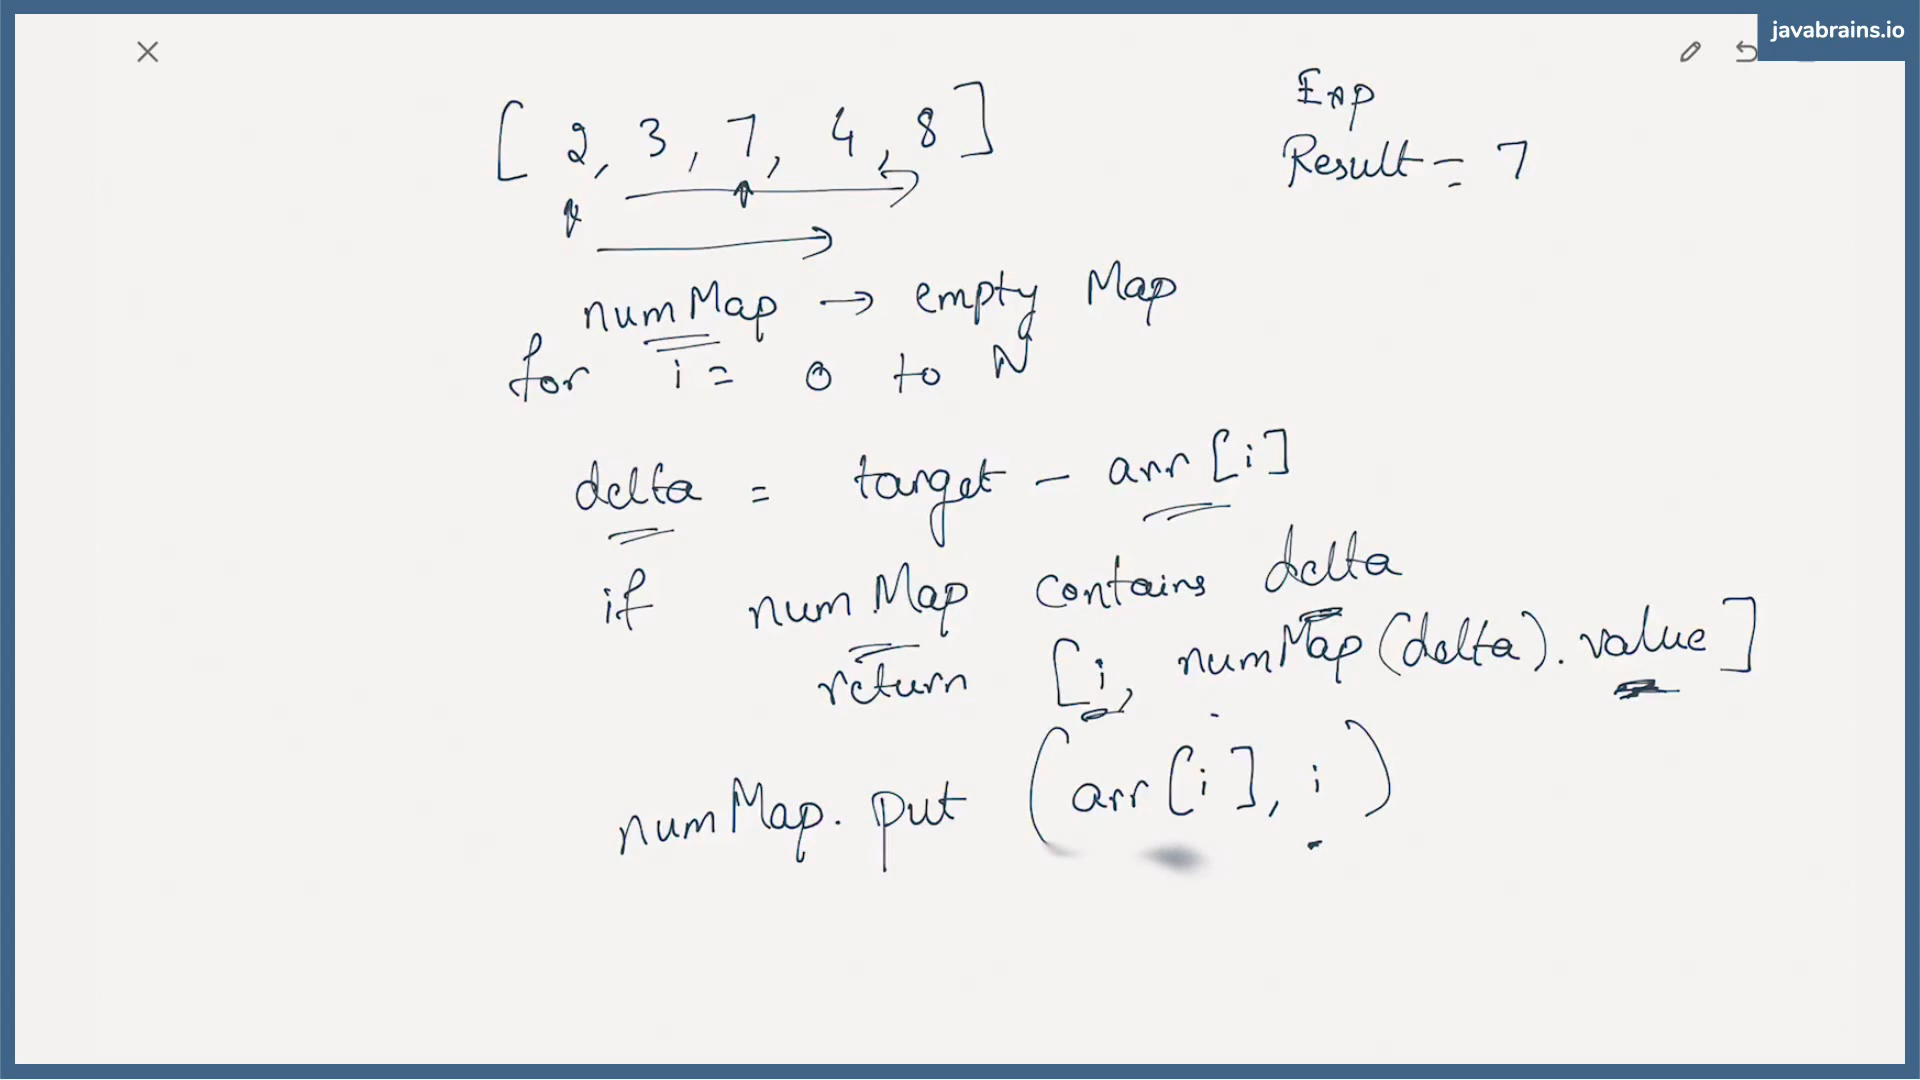 javabrains.io
[ 2, 3, 7, 4, 8 ]
Exp
Result = 7
numMap → empty Map
for i = 0 to N
delta = target - arr [i]
if numMap contains delta
return [i, numMap (delta). value ]
numMap. put (arr [i], i )